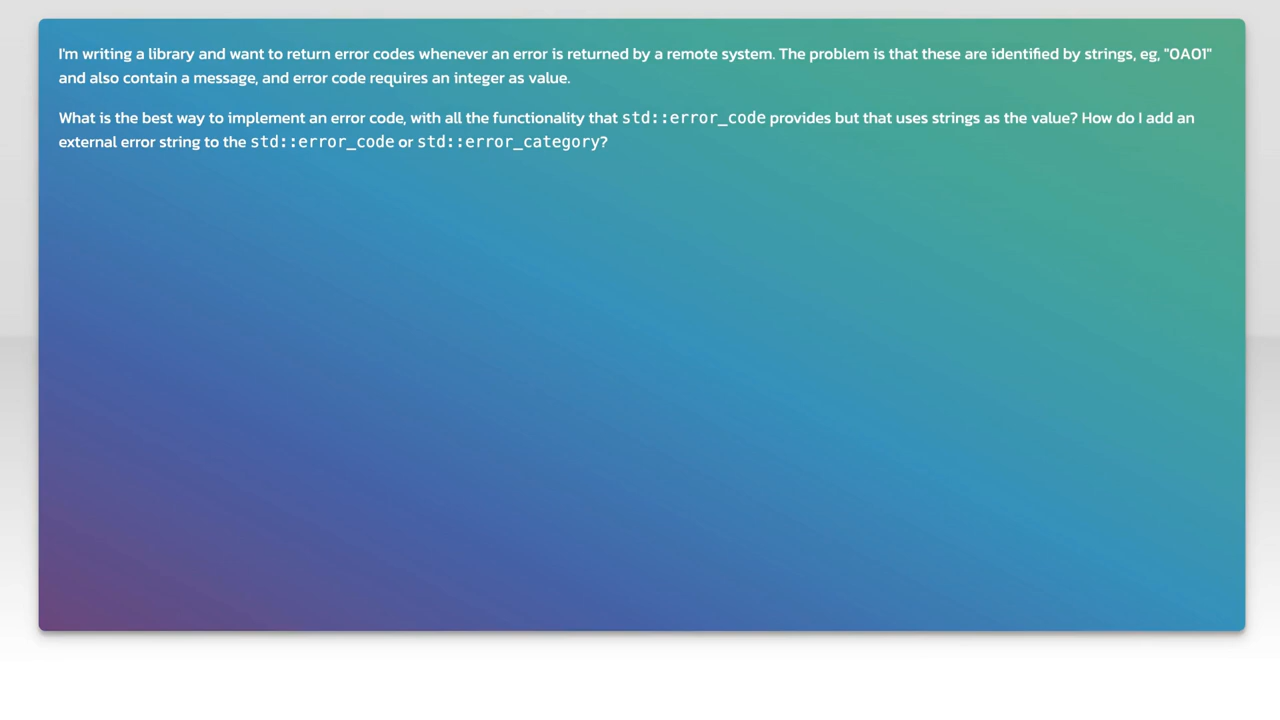 I'm writing a library and want to return error codes whenever an error is returned by a remote system. The problem is that these are identified by strings, eg, "0A01"
and also contain a message, and error code requires an integer as value.
What is the best way to implement an error code, with all the functionality that std::error_code provides but that uses strings as the value? How do I add an
external error string to the std::error_code or std::error_category?